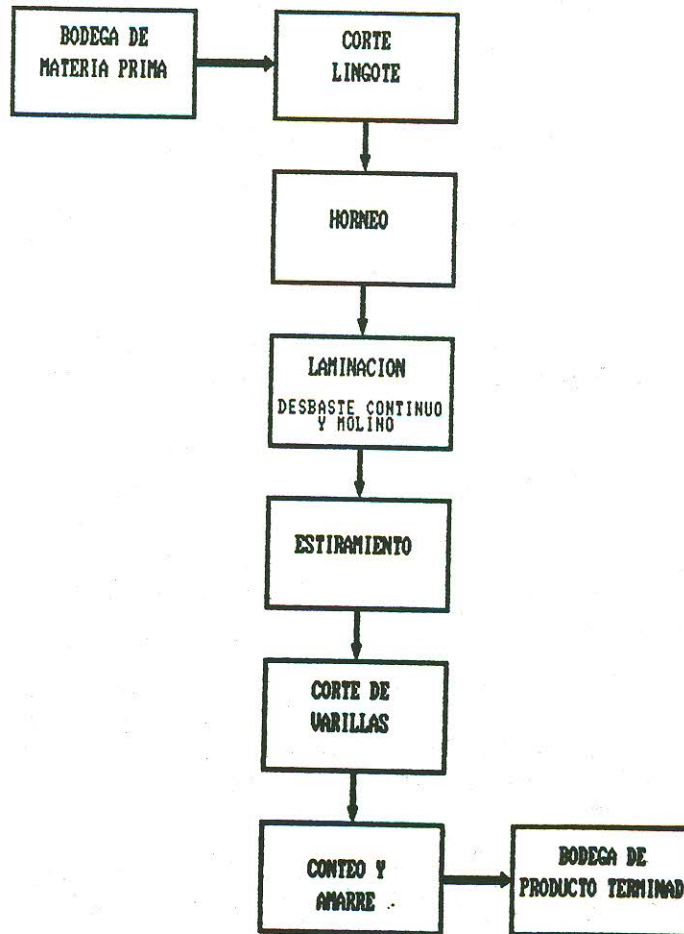 BODEGA DE
MATERIA PRIMA
CORTE
LINGOTE
HORNEO
LAMINACION
DESBASTE CONTINUO
Y MOLINO
ESTIRAMIENTO
CORTE DE
VARILLAS
CONTEO Y
AMARRE
BODEGA DE
PRODUCTO TERMINAD